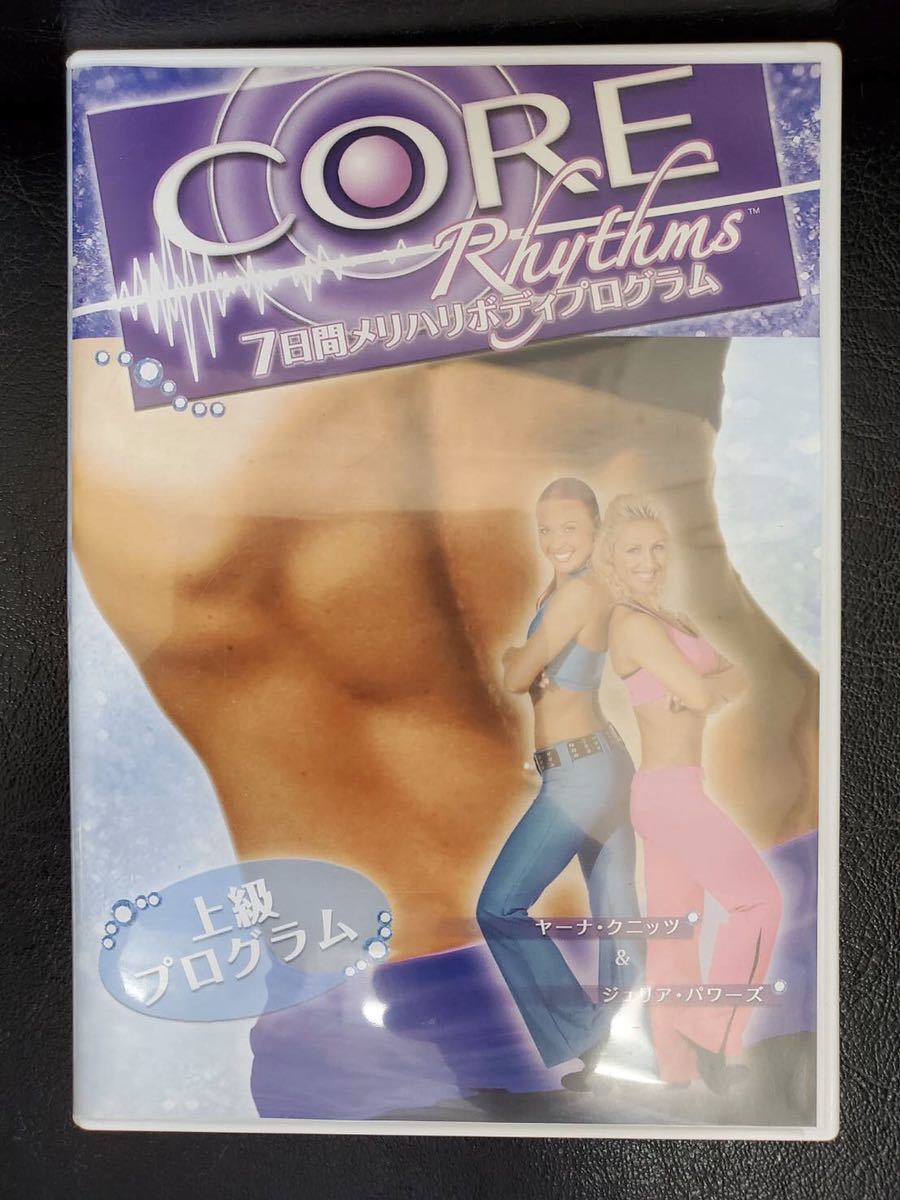 CORE
Rhythms™
7日間メリハリボディプログラム
上級
プログラム
ヤーナ・クニッツ
&
ジュリア・パワーズ